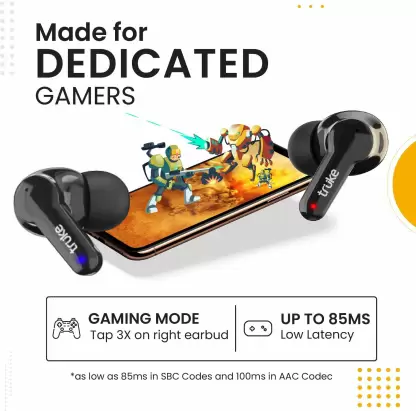 Made for
DEDICATED
GAMERS
truke
truke
GAMING MODE
Tap 3X on right earbud
UP TO 85MS
Low Latency
*as low as 85ms in SBC Codes and 100ms in AAC Codec